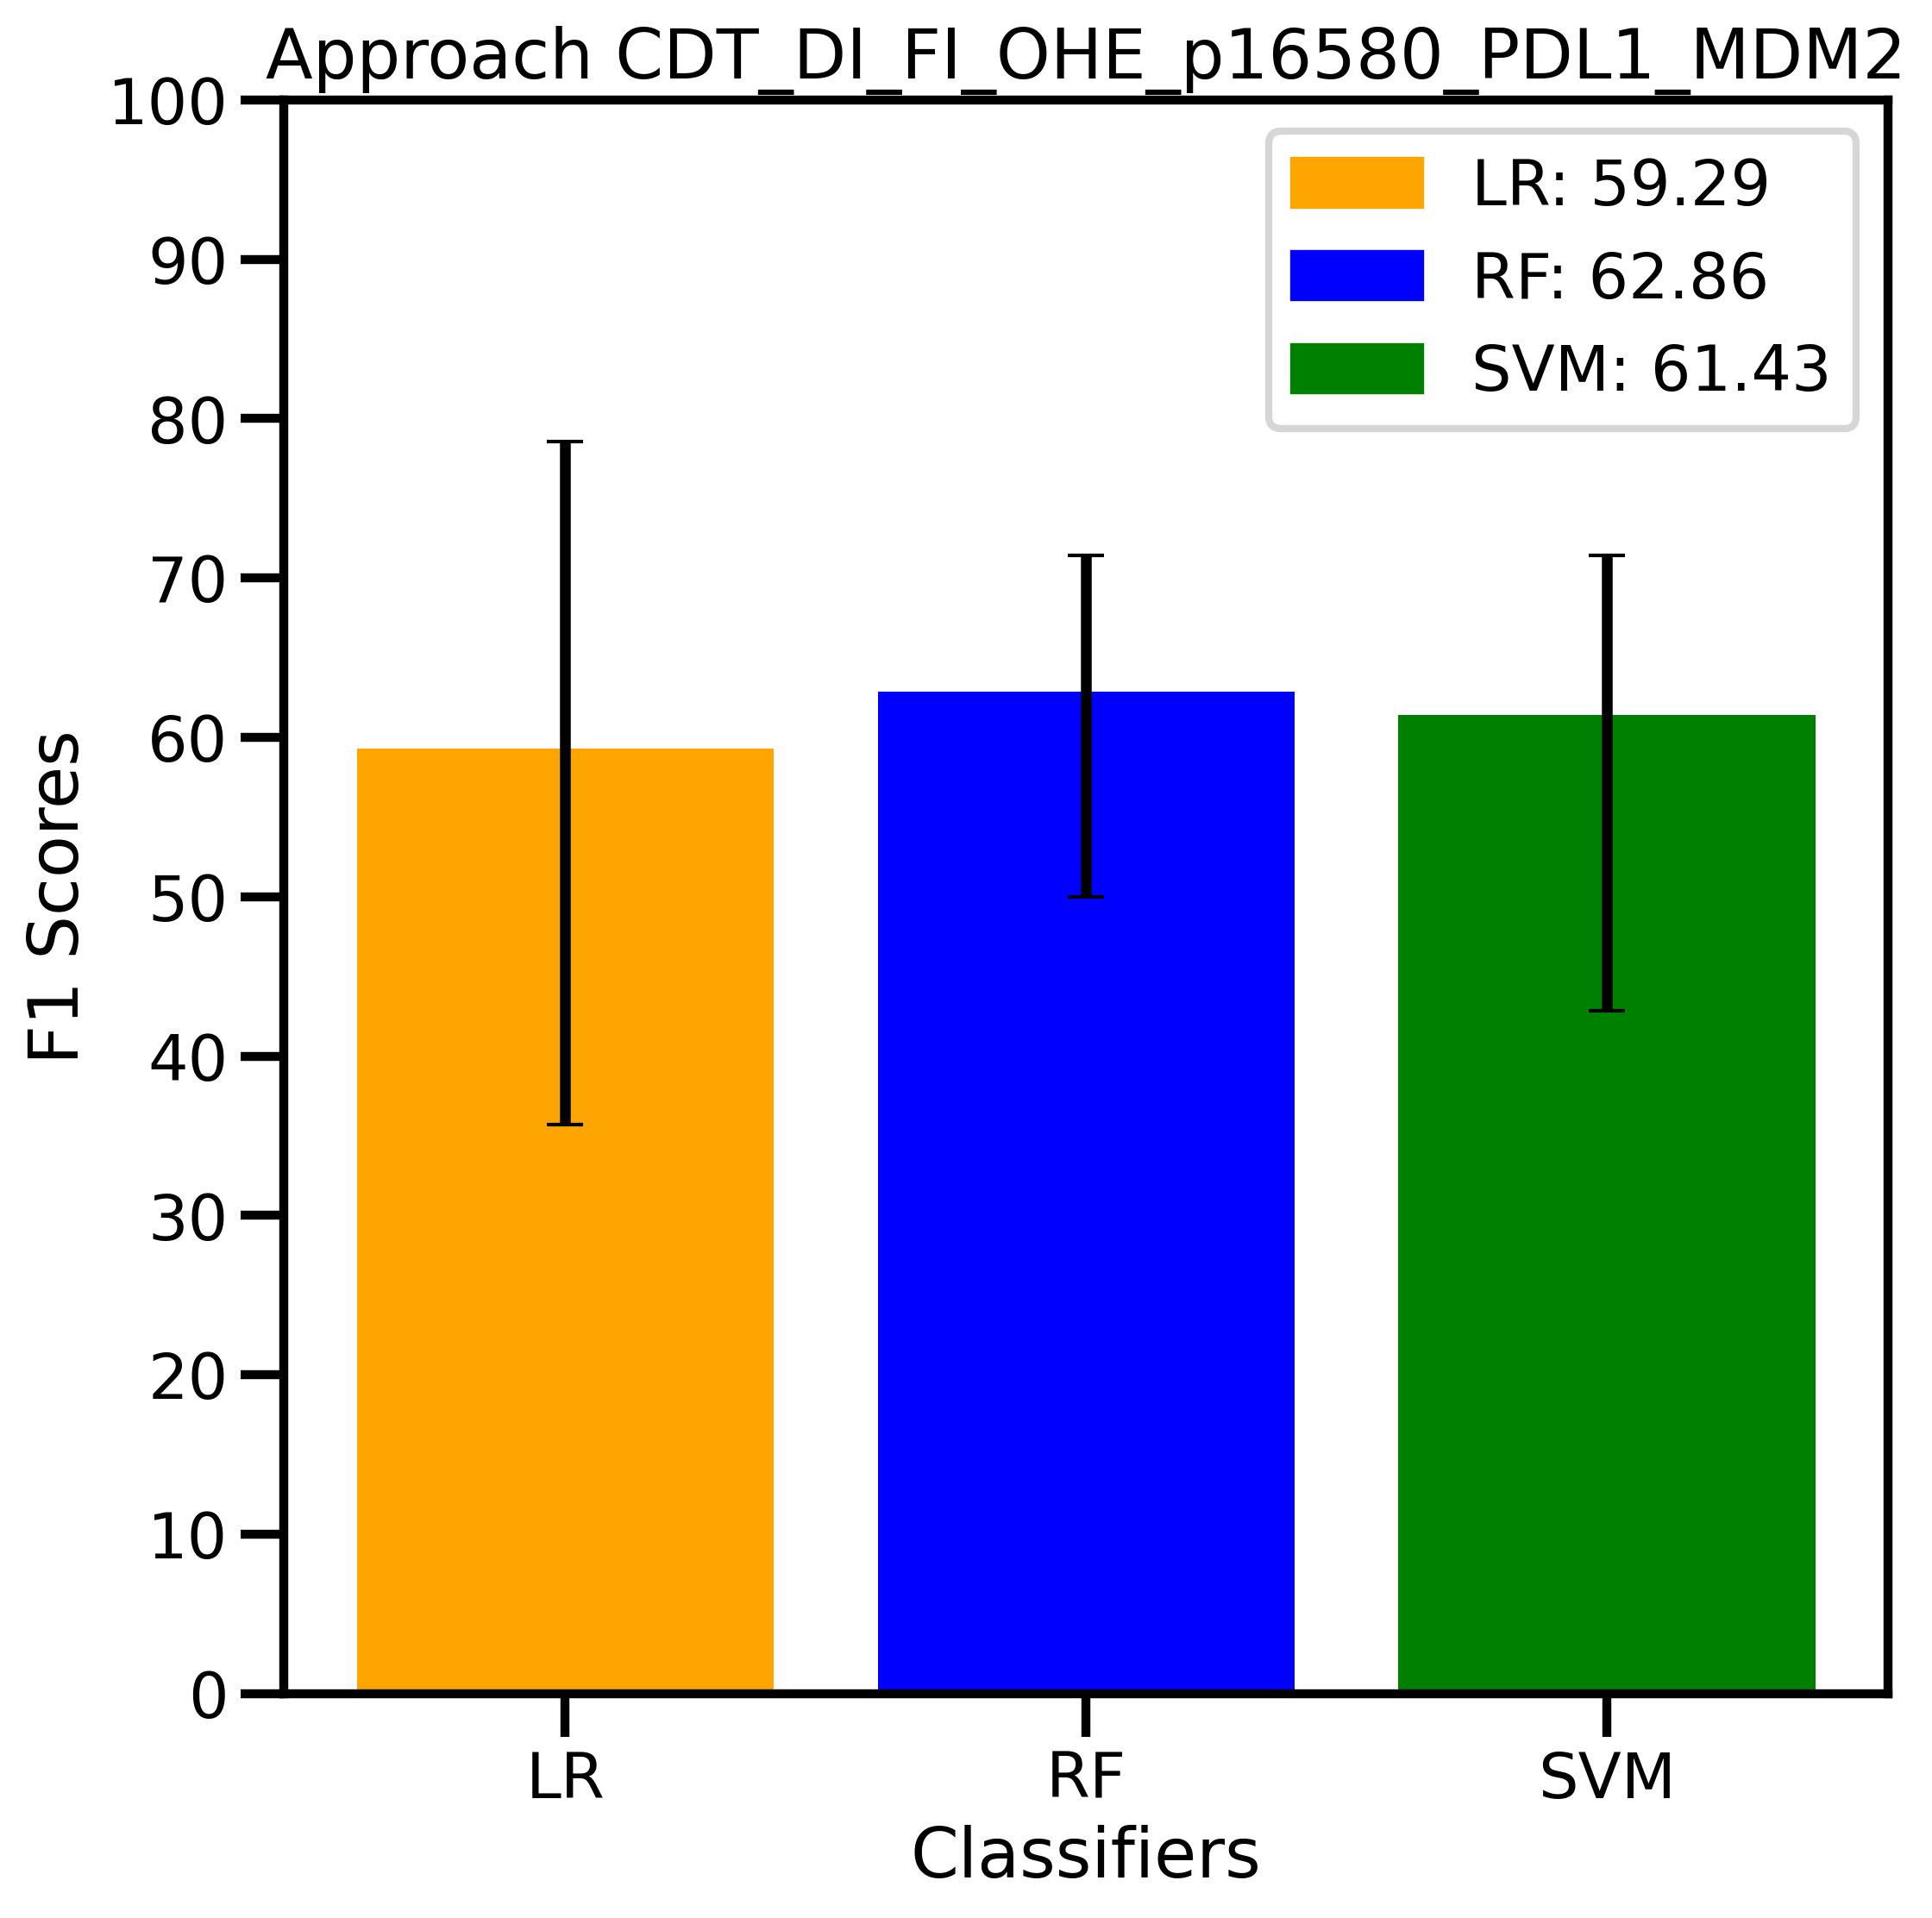 Approach CDT_DI_FI_OHE_p16580_PDL1_MDM2
100
90
80
70
60
50
40
30
20
10
0
F1 Scores
LR: 59.29
RF: 62.86
SVM: 61.43
LR
RF
SVM
Classifiers